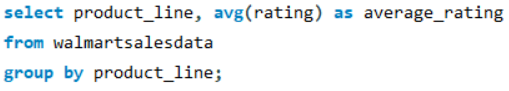 select product_line, avg(rating) as average_rating
from walmartsalesdata
group by product_line;